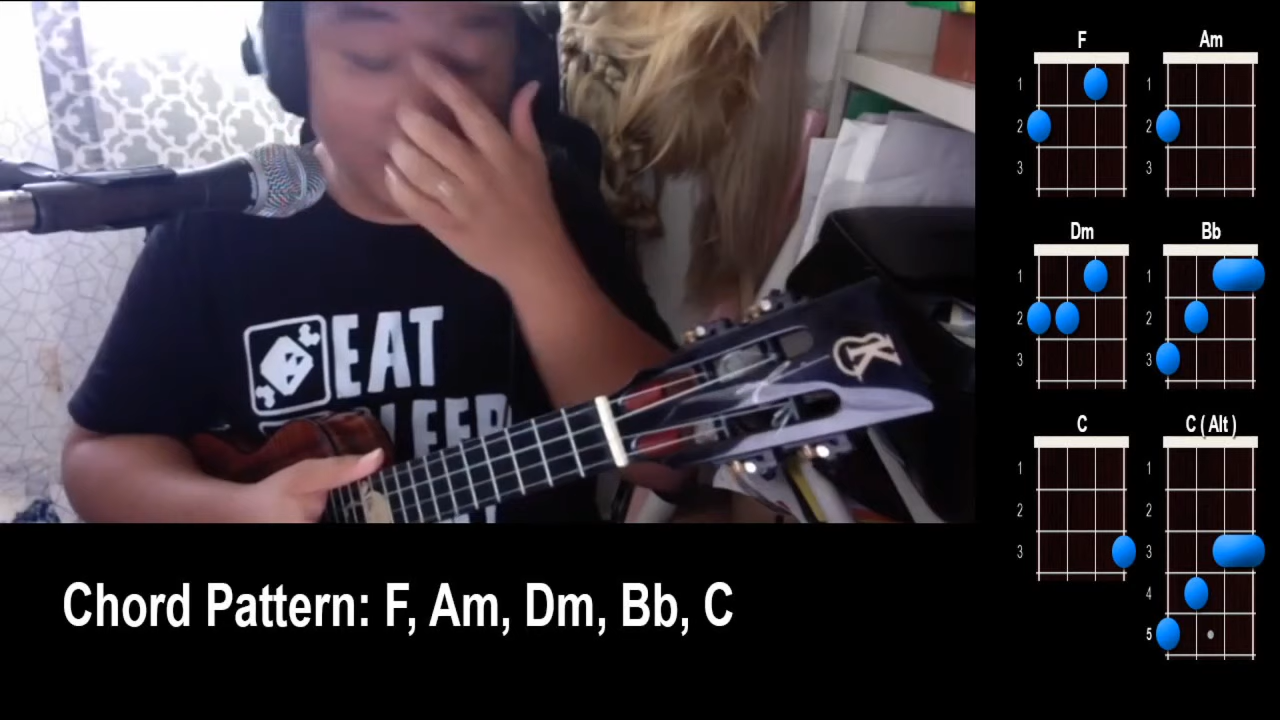 EAT
SLEEP
K
Chord Pattern: F, Am, Dm, Bb, C
F Am
1 1
2 2
3 3
Dm Bb
1 1
2 2
3 3
C C ( Alt )
1 1
2 2
3 3
4
5